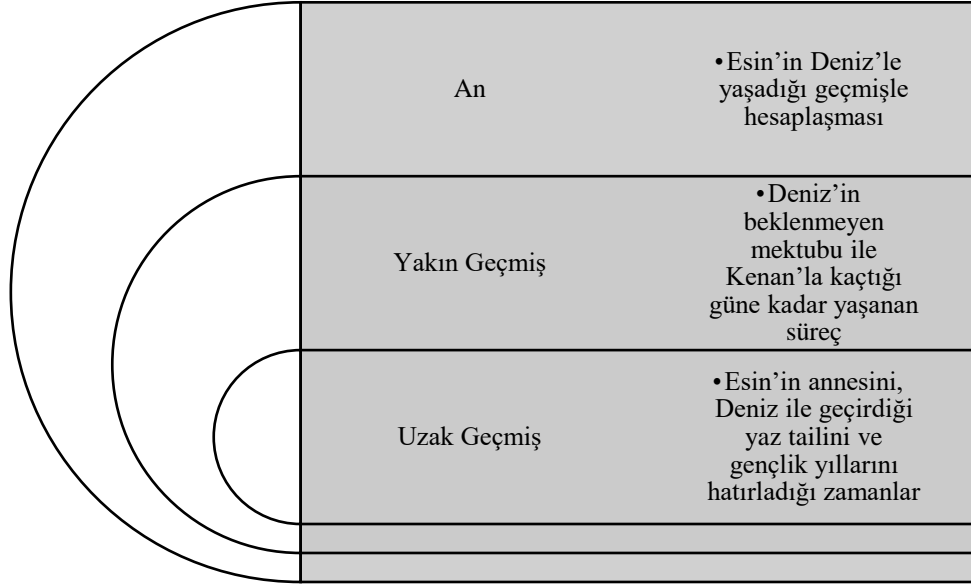 An
•Esin’in Deniz’le
yaşadığı geçmişle
hesaplaşması
Yakın Geçmiş
•Deniz’in
beklenmeyen
mektubu ile
Kenan’la kaçtığı
güne kadar yaşanan
süreç
Uzak Geçmiş
•Esin’in annesini,
Deniz ile geçirdiği
yaz tailini ve
gençlik yıllarını
hatırladığı zamanlar